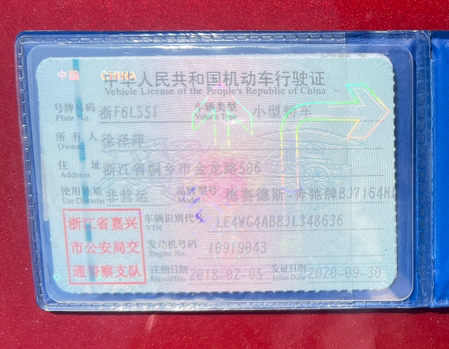 中国 CHINA
中华人民共和国机动车行驶证
Vehicle License of the People's Republic of China
号牌号码 浙F6LS51 车辆类型 小型轿车
Plate No. Vehicle Type
所有人 徐泽萍
Owner
住址 浙江省桐乡市金龙路506
Address
使用性质 非营运 品牌型号 梅赛德斯-奔驰牌BJ7164H
Use Character Model
浙江省嘉兴 车辆识别代号 LE4WG4AB8JL348636
VIN
市公安局交 发动机号码 10919043
Engine No.
通警察支队 注册日期 2018-02-05 发证日期 2020-09-30
Register Date Issue Date